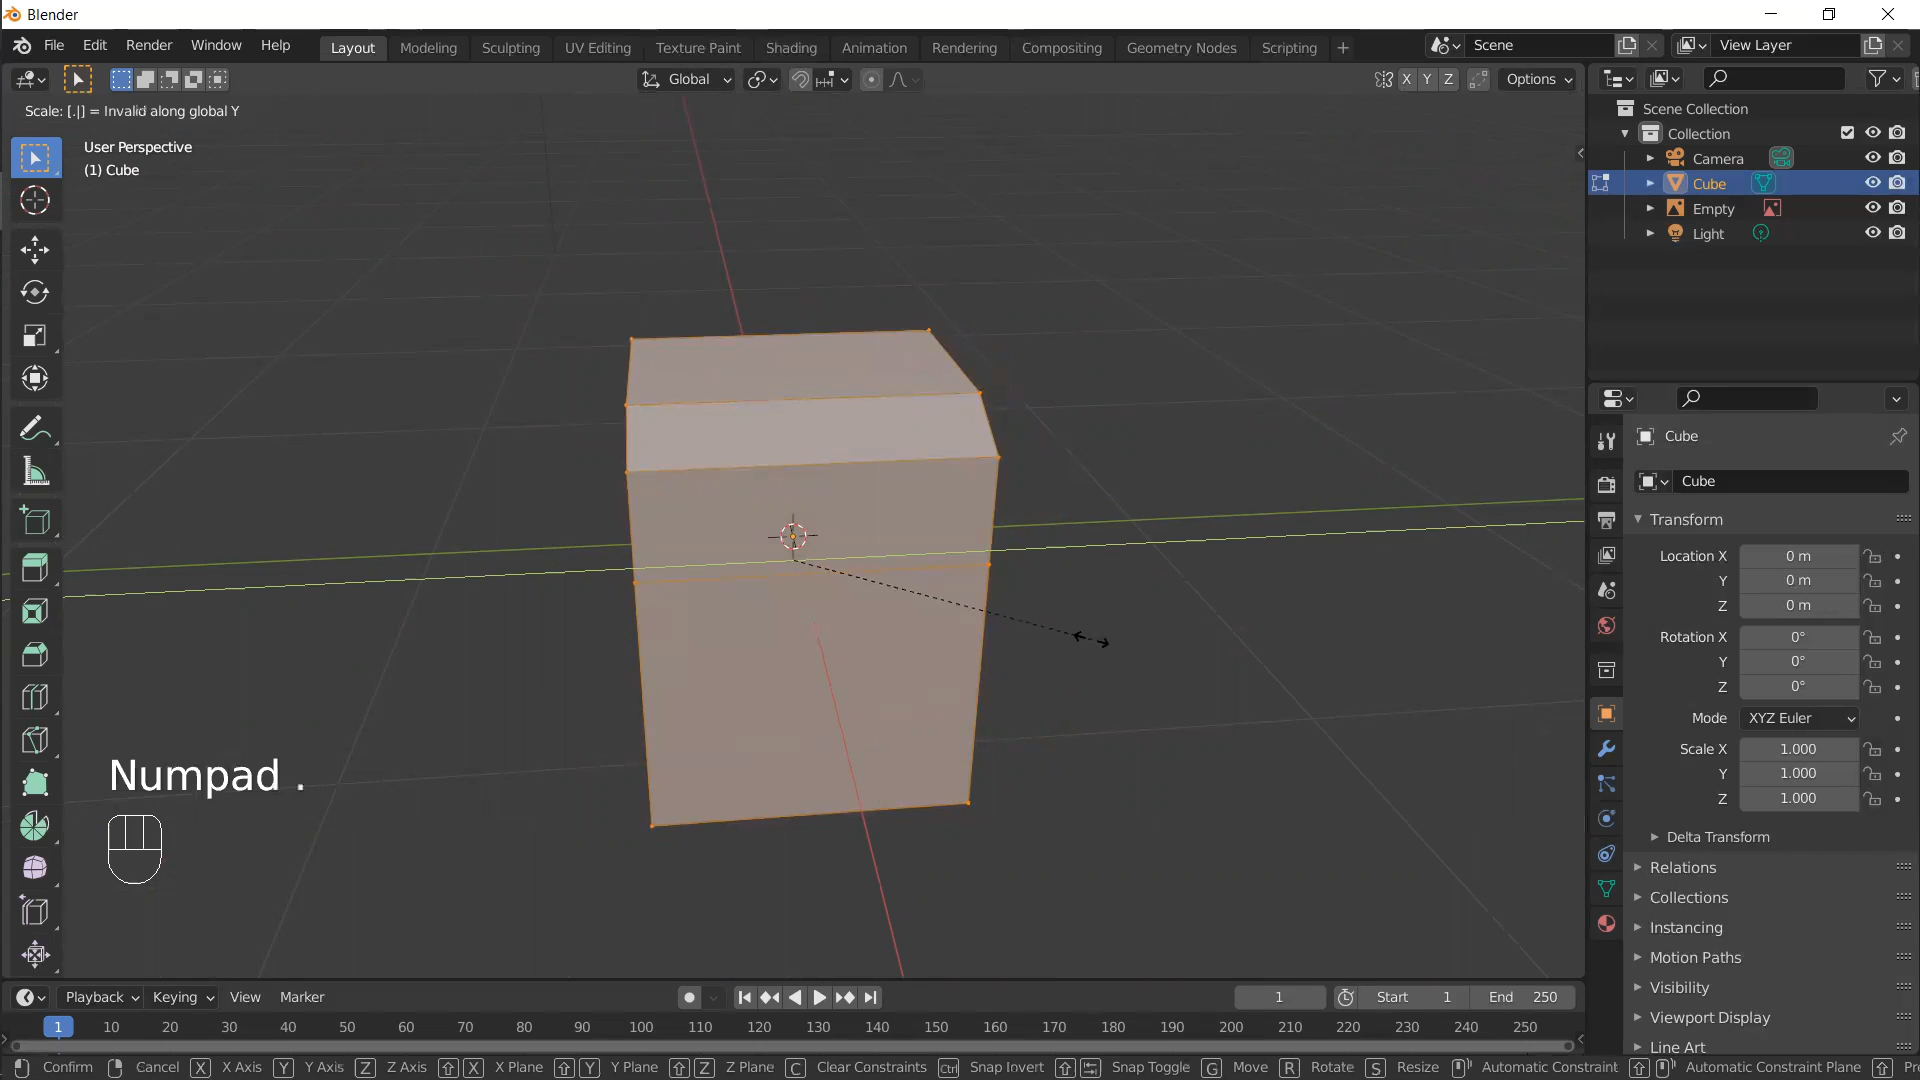 Blender
File Edit Render Window Help
Layout Modeling Sculpting UV Editing Texture Paint Shading Animation Rendering Compositing Geometry Nodes Scripting +
Scene
View Layer
Global
X Y Z
Options
Scale: [.|] = Invalid along global Y
User Perspective
(1) Cube
Scene Collection
Collection
Camera
Cube
Empty
Light
Cube
Cube
Transform
Location X 0 m
Y 0 m
Z 0 m
Rotation X 0°
Y 0°
Z 0°
Mode XYZ Euler
Scale X 1.000
Y 1.000
Z 1.000
Delta Transform
Relations
Collections
Instancing
Motion Paths
Visibility
Viewport Display
Line Art
Numpad .
Playback Keying View Marker
1 Start 1 End 250
1 10 20 30 40 50 60 70 80 90 100 110 120 130 140 150 160 170 180 190 200 210 220 230 240 250
Confirm Cancel X X Axis Y Y Axis Z Z Axis X X Plane Y Y Plane Z Z Plane C Clear Constraints Ctrl Snap Invert Snap Toggle G Move R Rotate S Resize Automatic Constraint Automatic Constraint Plane